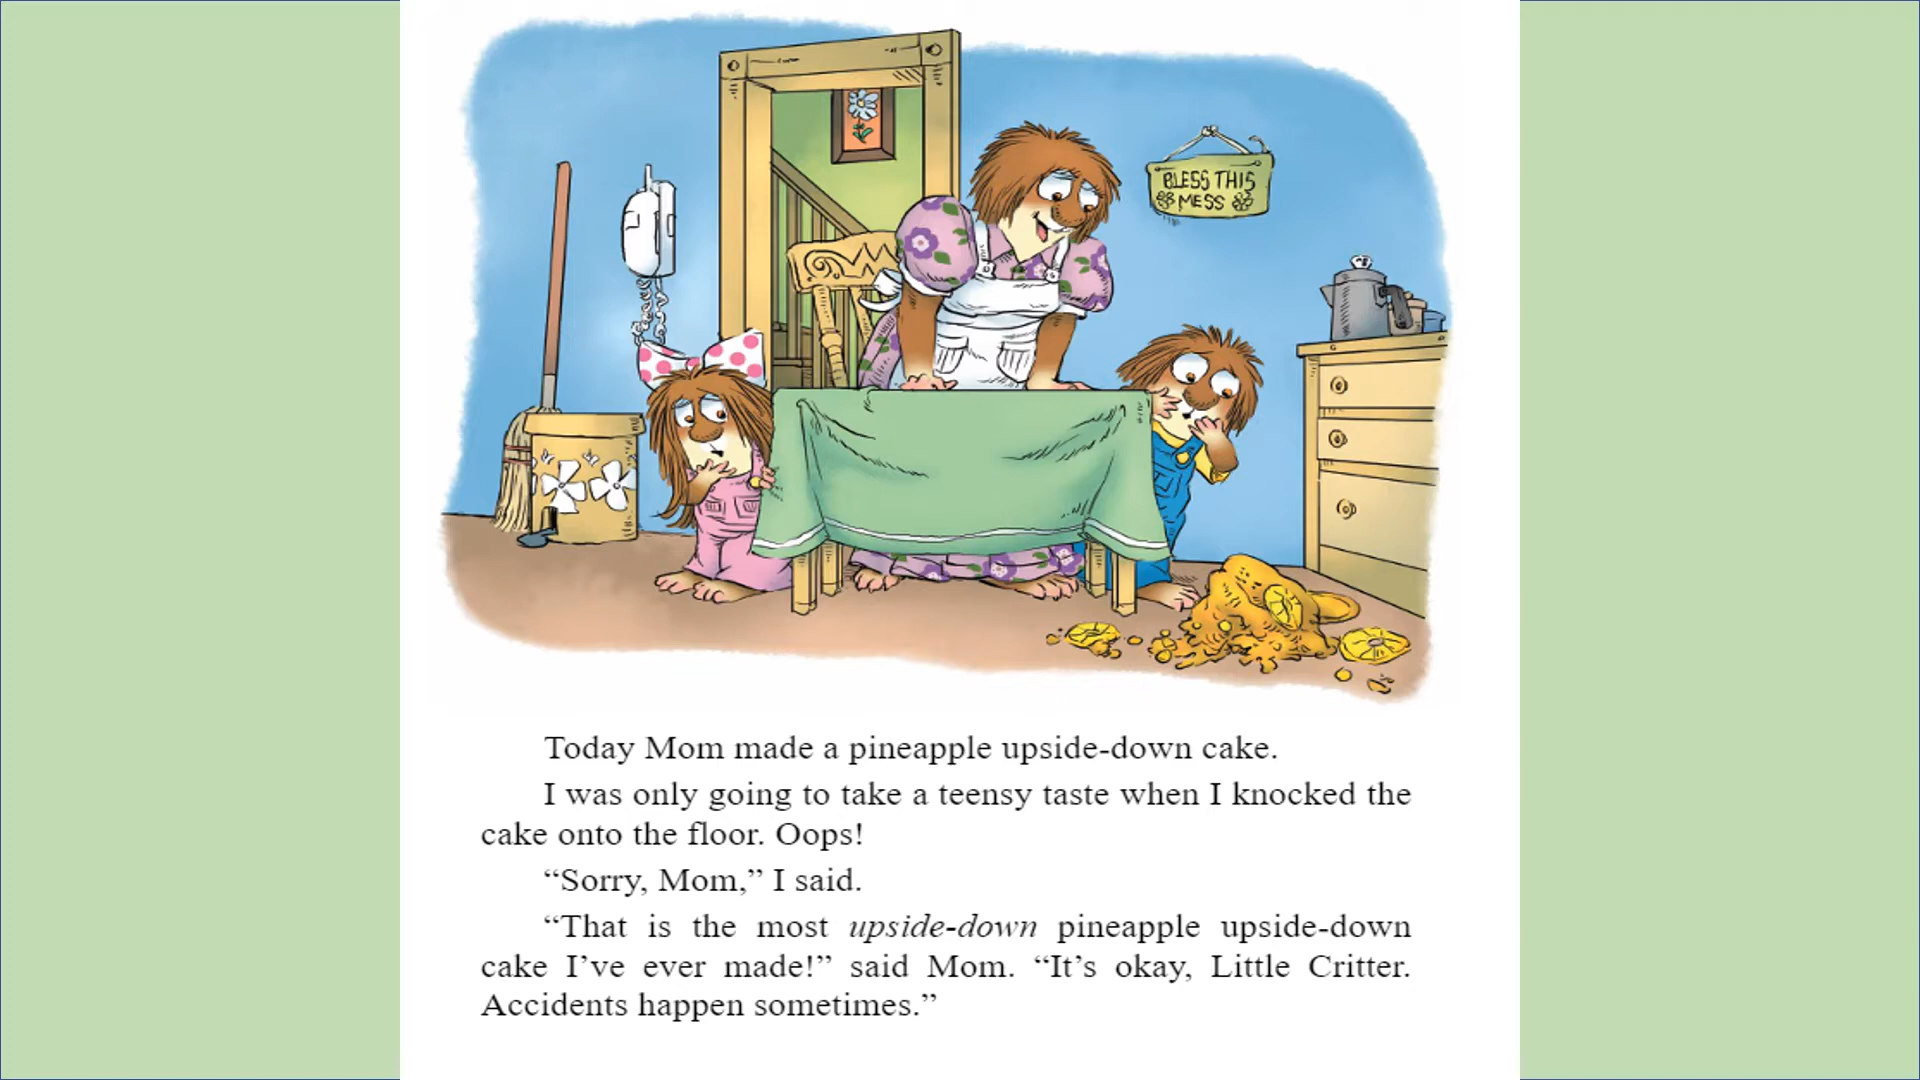 BLESS THIS
MESS
Today Mom made a pineapple upside-down cake.
I was only going to take a teensy taste when I knocked the
cake onto the floor. Oops!
“Sorry, Mom,” I said.
“That is the most upside-down pineapple upside-down
cake I’ve ever made!” said Mom. “It’s okay, Little Critter.
Accidents happen sometimes.”